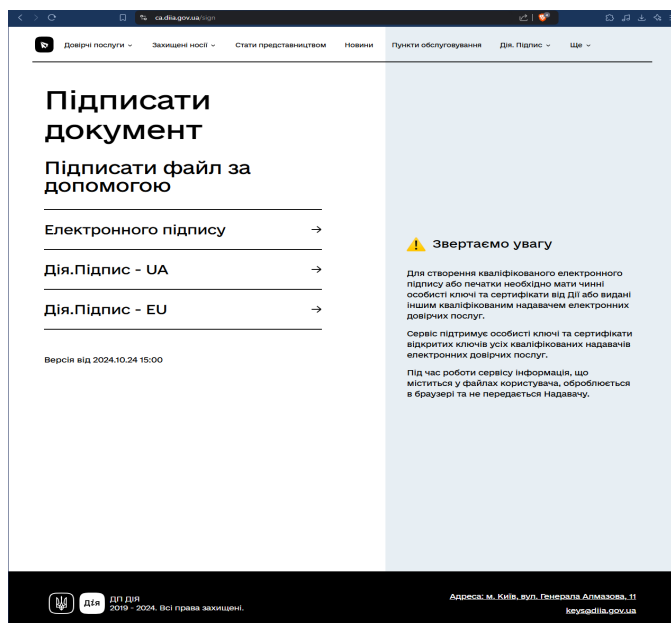 ca.diia.gov.ua/sign
Довірчі послуги
Захищені носії
Стати представництвом
Новини
Пункти обслуговування
Дія. Підпис
Ще
Підписати
документ
Підписати файл за
допомогою
Електронного підпису
Дія.Підпис - UA
Дія.Підпис - EU
Версія від 2024.10.24 15:00
Звертаємо увагу
Для створення кваліфікованого електронного
підпису або печатки необхідно мати чинні
особисті ключі та сертифікати від Дії або видані
іншим кваліфікованим надавачем електронних
довірчих послуг.
Сервіс підтримує особисті ключі та сертифікати
відкритих ключів усіх кваліфікованих надавачів
електронних довірчих послуг.
Під час роботи сервісу інформація, що
міститься у файлах користувача, оброблюється
в браузері та не передається Надавачу.
Дія
ДП ДІЯ
2019 - 2024. Всі права захищені.
Адреса: м. Київ, вул. Генерала Алмазова, 11
keys@diia.gov.ua